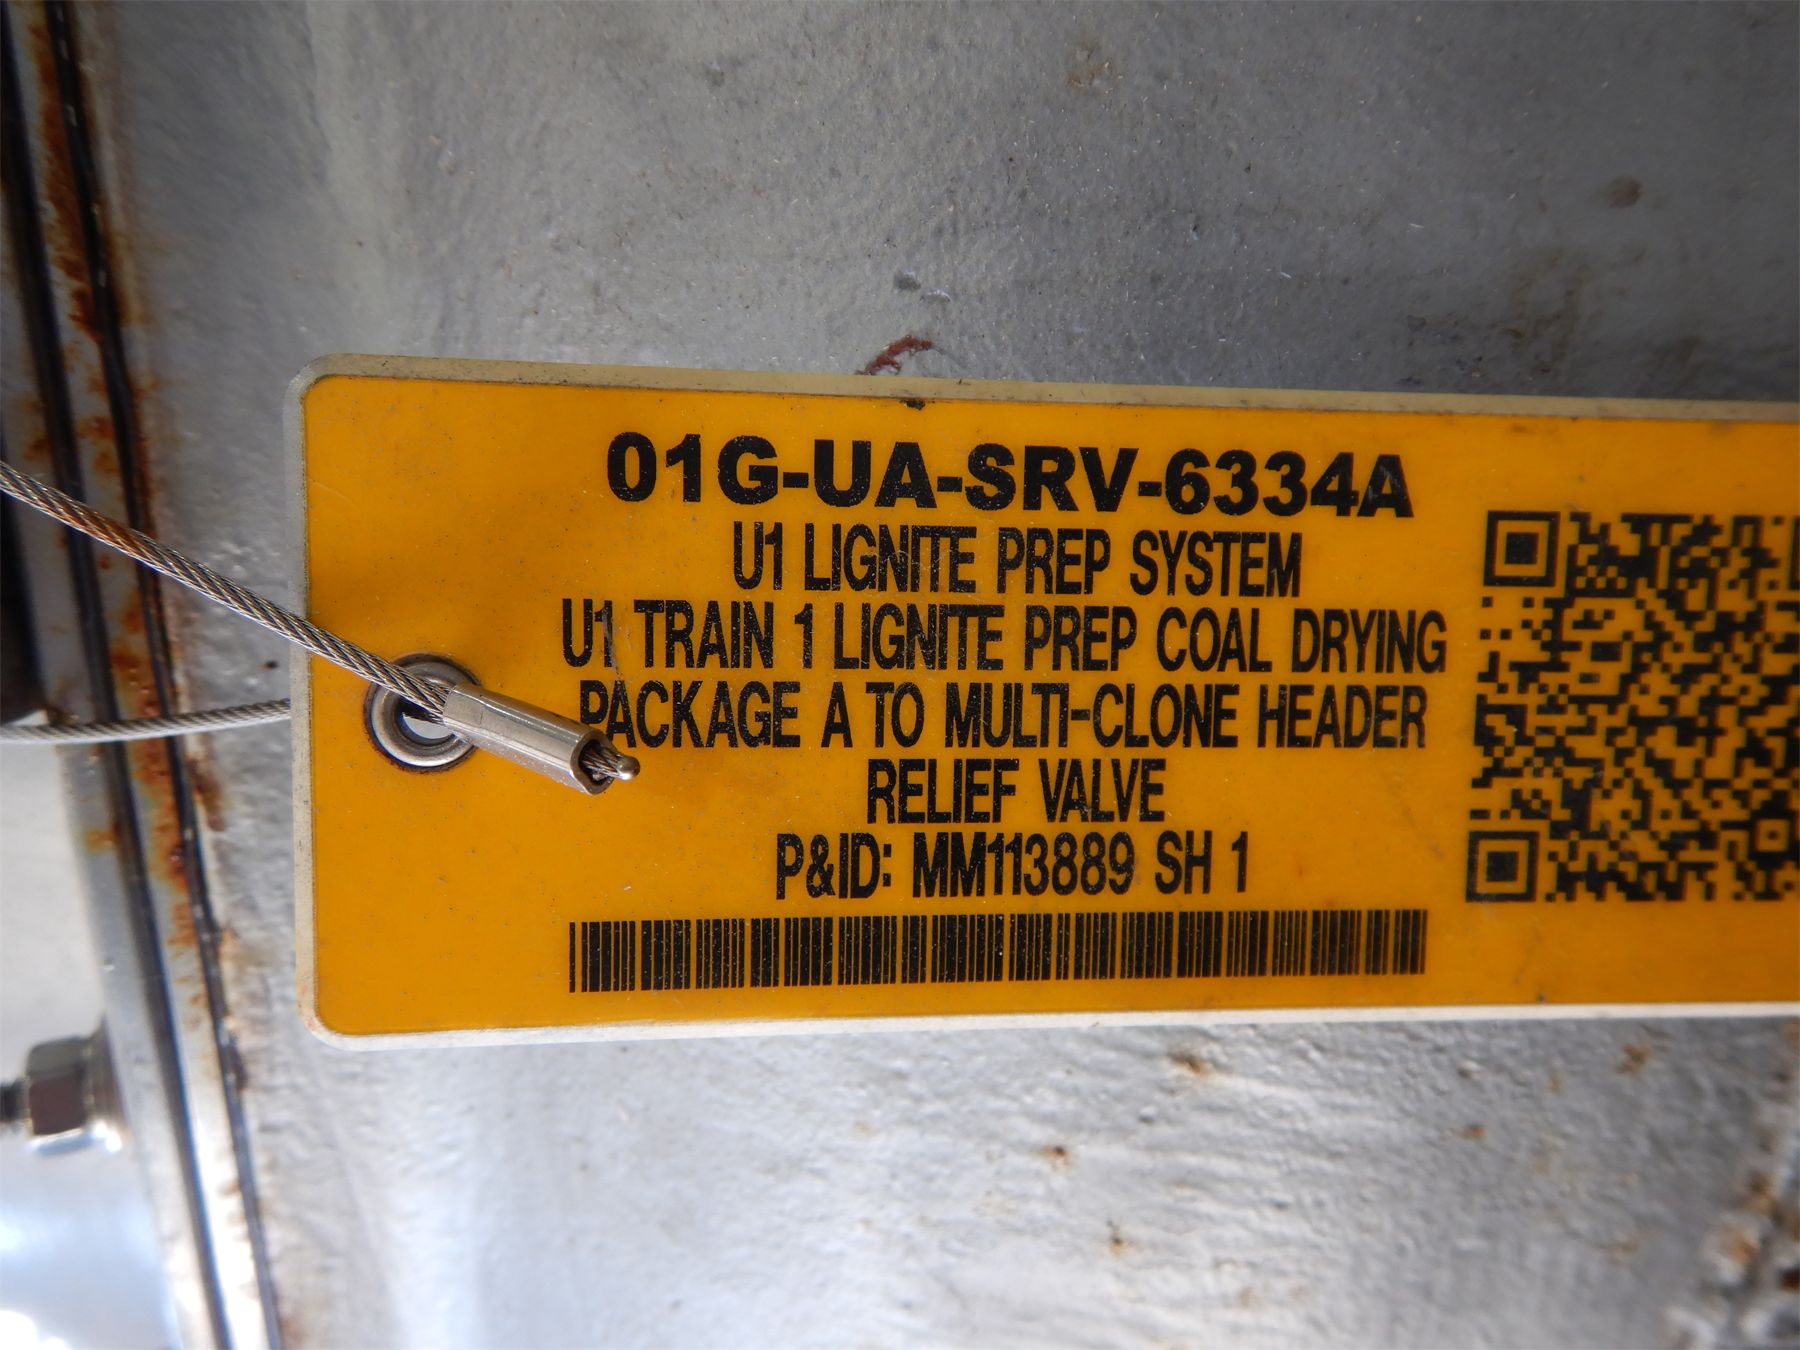 01G-UA-SRV-6334A
U1 LIGNITE PREP SYSTEM
U1 TRAIN 1 LIGNITE PREP COAL DRYING
PACKAGE A TO MULTI-CLONE HEADER
RELIEF VALVE
P&ID: MM113889 SH 1